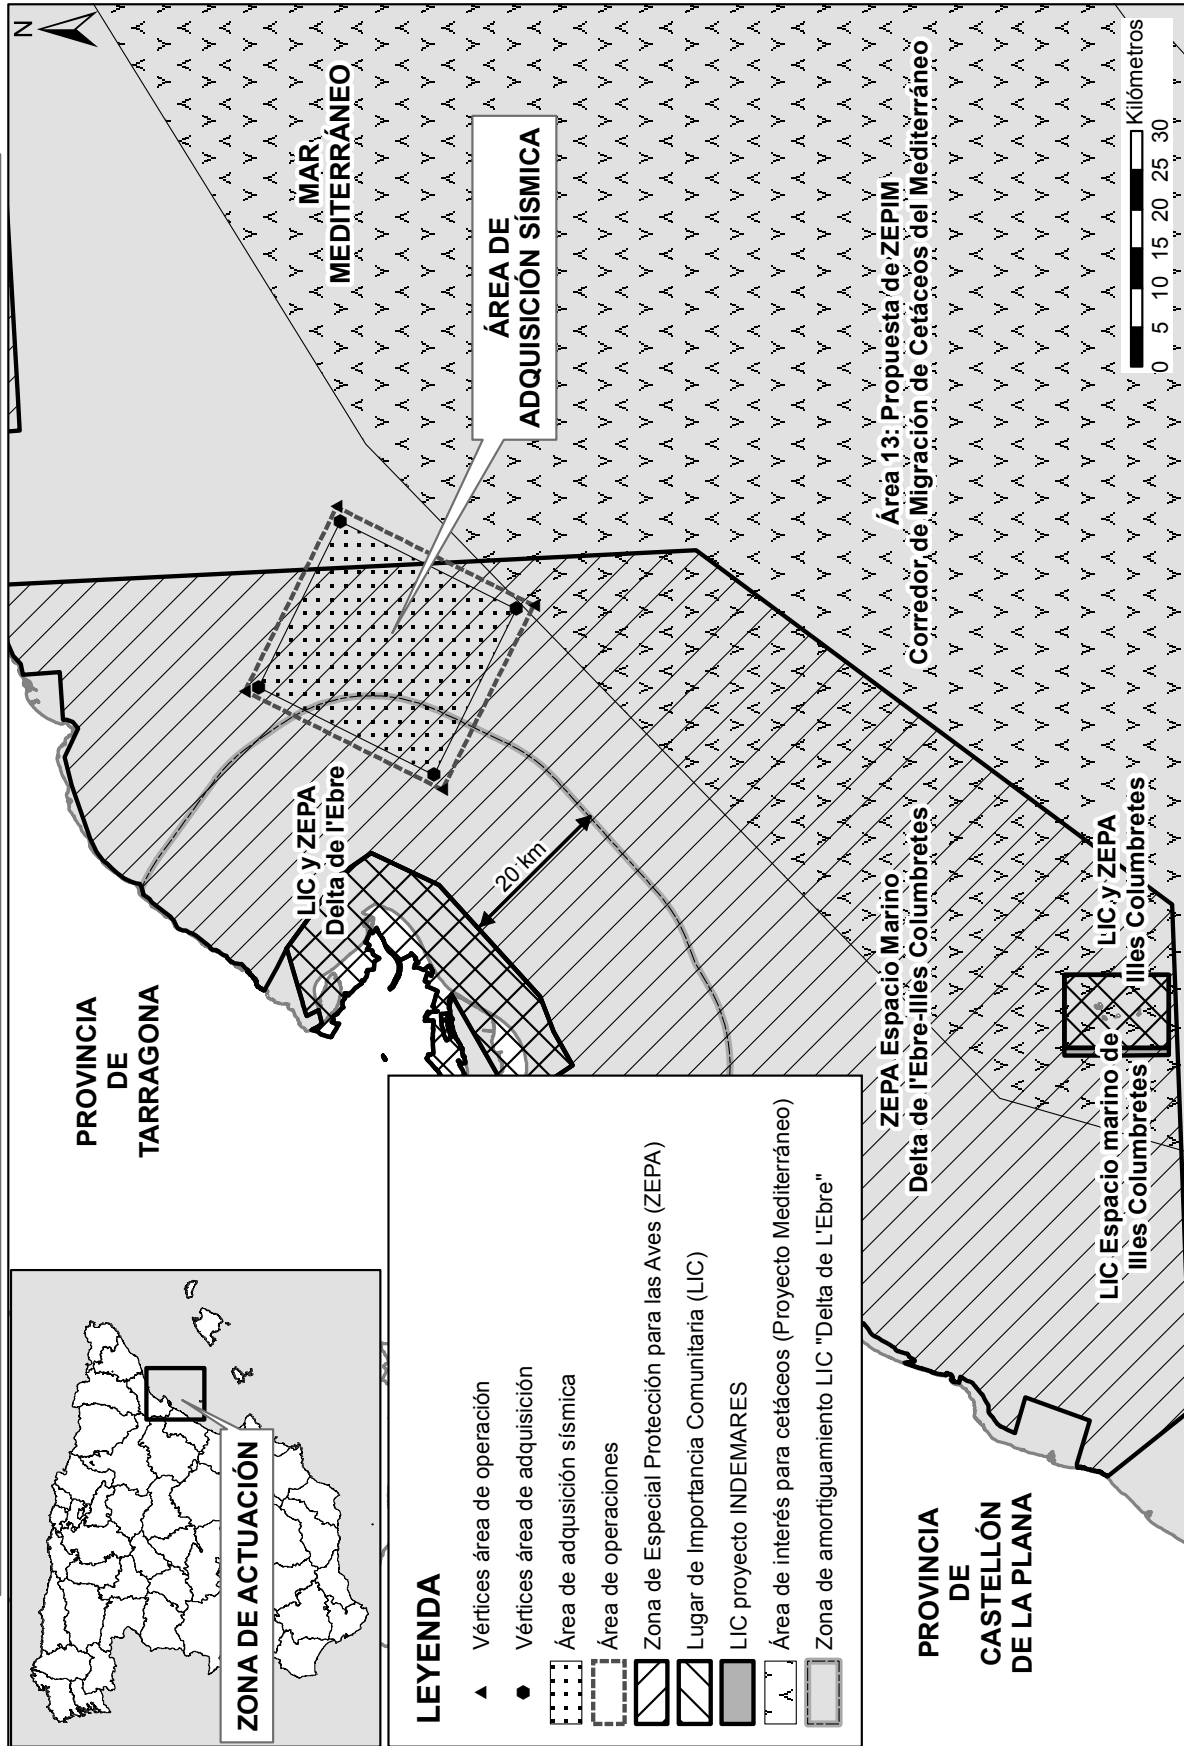 N
MAR
MEDITERRÁNEO
ÁREA DE
ADQUISICIÓN SÍSMICA
PROVINCIA
DE
TARRAGONA
LIC y ZEPA
Delta de l'Ebre
20 km
Área 13: Propuesta de ZEPIM
Corredor de Migración de Cetáceos del Mediterráneo
ZEPA Espacio Marino
Delta de l'Ebre-Illes Columbretes
LIC y ZEPA
Illes Columbretes
LIC Espacio marino de
Illes Columbretes
PROVINCIA
DE
CASTELLÓN
DE LA PLANA
ZONA DE ACTUACIÓN
LEYENDA
Vértices área de operación
Vértices área de adquisición
Área de adqusición sísmica
Área de operaciones
Zona de Especial Protección para las Aves (ZEPA)
Lugar de Importancia Comunitaria (LIC)
LIC proyecto INDEMARES
Área de interés para cetáceos (Proyecto Mediterráneo)
Zona de amortiguamiento LIC "Delta de L'Ebre"
Kilómetros
0 5 10 15 20 25 30